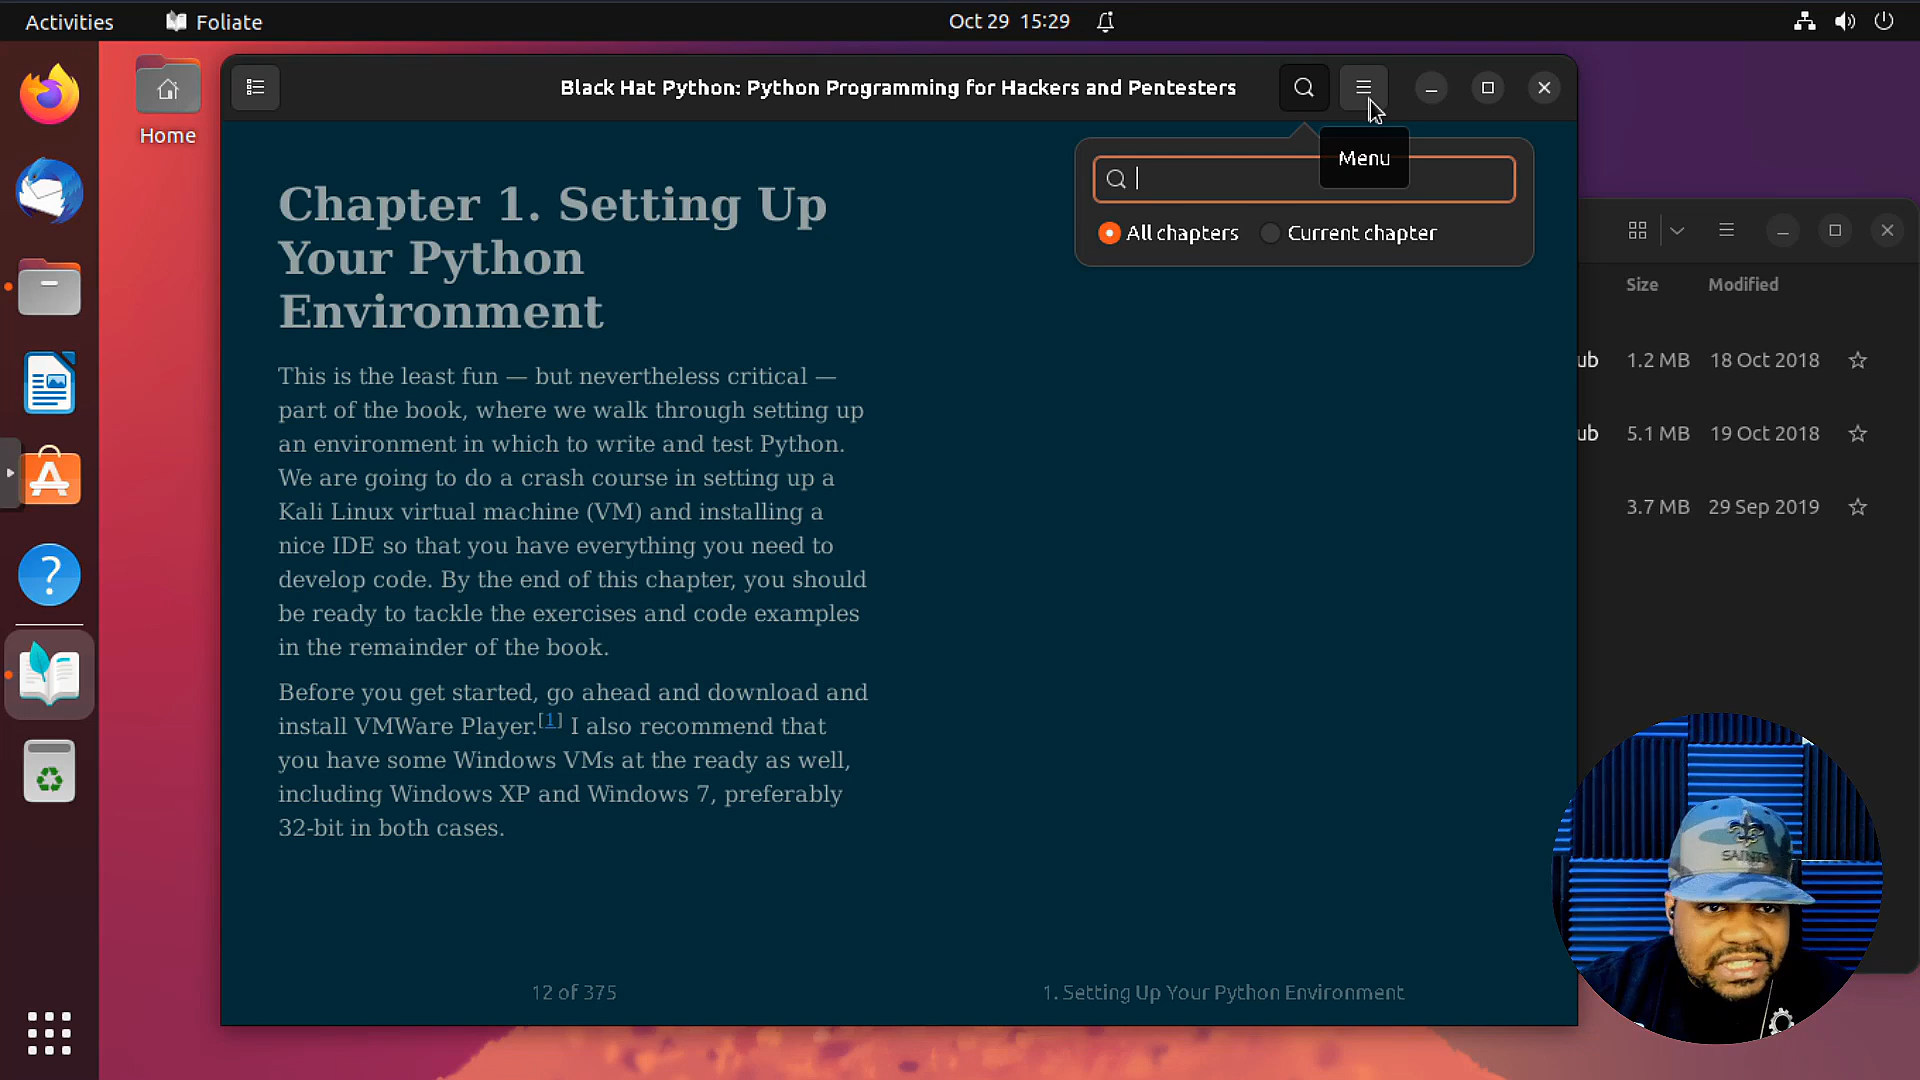 Activities
Foliate
Oct 29 15:29
Home
Black Hat Python: Python Programming for Hackers and Pentesters
Menu
All chapters
Current chapter
Chapter 1. Setting Up
Your Python
Environment
This is the least fun — but nevertheless critical —
part of the book, where we walk through setting up
an environment in which to write and test Python.
We are going to do a crash course in setting up a
Kali Linux virtual machine (VM) and installing a
nice IDE so that you have everything you need to
develop code. By the end of this chapter, you should
be ready to tackle the exercises and code examples
in the remainder of the book.
Before you get started, go ahead and download and
install VMWare Player.[1] I also recommend that
you have some Windows VMs at the ready as well,
including Windows XP and Windows 7, preferably
32-bit in both cases.
12 of 375
1. Setting Up Your Python Environment
Size Modified
ub 1.2 MB 18 Oct 2018
ub 5.1 MB 19 Oct 2018
3.7 MB 29 Sep 2019
SAINTS